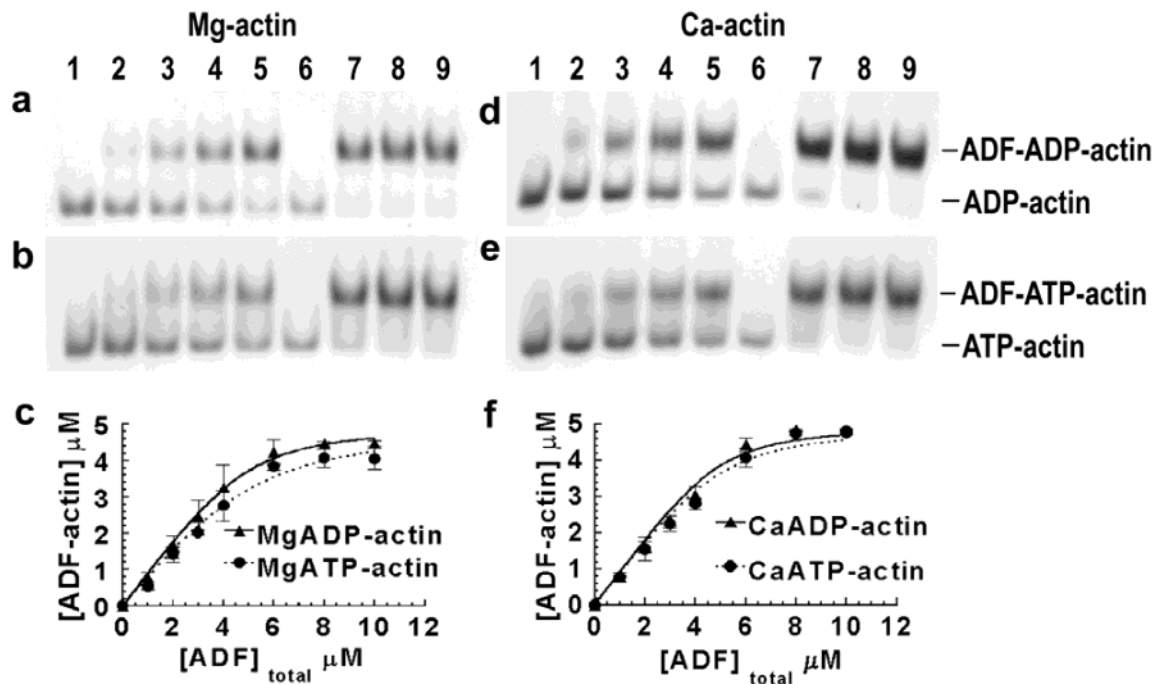 Mg-actin Ca-actin
1 2 3 4 5 6 7 8 9 1 2 3 4 5 6 7 8 9
a d
ADF-ADP-actin
ADP-actin
b e
ADF-ATP-actin
ATP-actin
c f
[ADF-actin] μM
5
4
3
2
1
0
MgADP-actin
MgATP-actin
0 2 4 6 8 10 12
[ADF] total μM
[ADF-actin] μM
5
4
3
2
1
0
CaADP-actin
CaATP-actin
0 2 4 6 8 10 12
[ADF] total μM